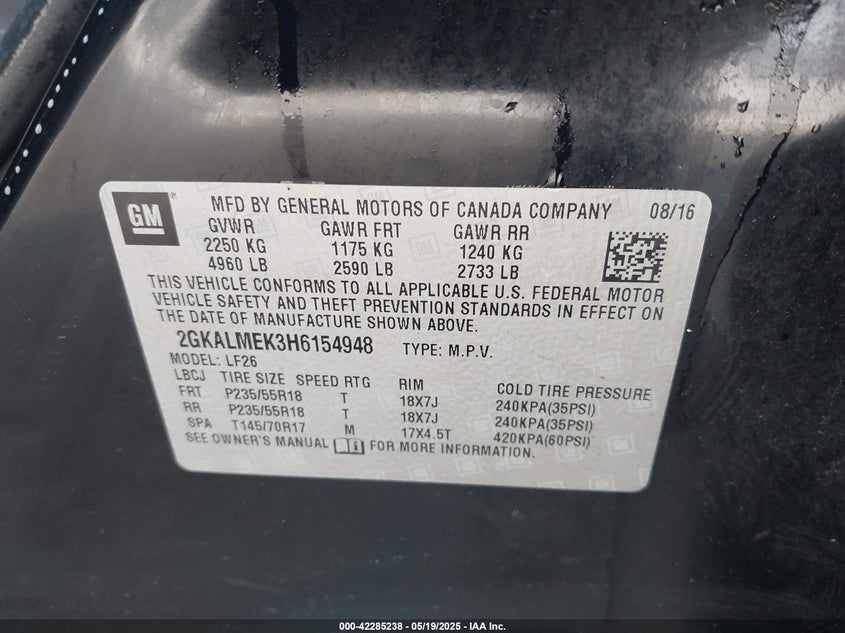 GM ®
MFD BY GENERAL MOTORS OF CANADA COMPANY 08/16
GVWR GAWR FRT GAWR RR
2250 KG 1175 KG 1240 KG
4960 LB 2590 LB 2733 LB
THIS VEHICLE CONFORMS TO ALL APPLICABLE U.S. FEDERAL MOTOR
VEHICLE SAFETY AND THEFT PREVENTION STANDARDS IN EFFECT ON
THE DATE OF MANUFACTURE SHOWN ABOVE.
2GKALMEK3H6154948 TYPE: M.P.V.
MODEL: LF26
LBCJ TIRE SIZE SPEED RTG RIM COLD TIRE PRESSURE
FRT P235/55R18 T 18X7J 240KPA(35PSI)
RR P235/55R18 T 18X7J 240KPA(35PSI)
SPA T145/70R17 M 17X4.5T 420KPA(60PSI)
SEE OWNER'S MANUAL FOR MORE INFORMATION.
000-42285238 - 05/19/2025 - IAA Inc.